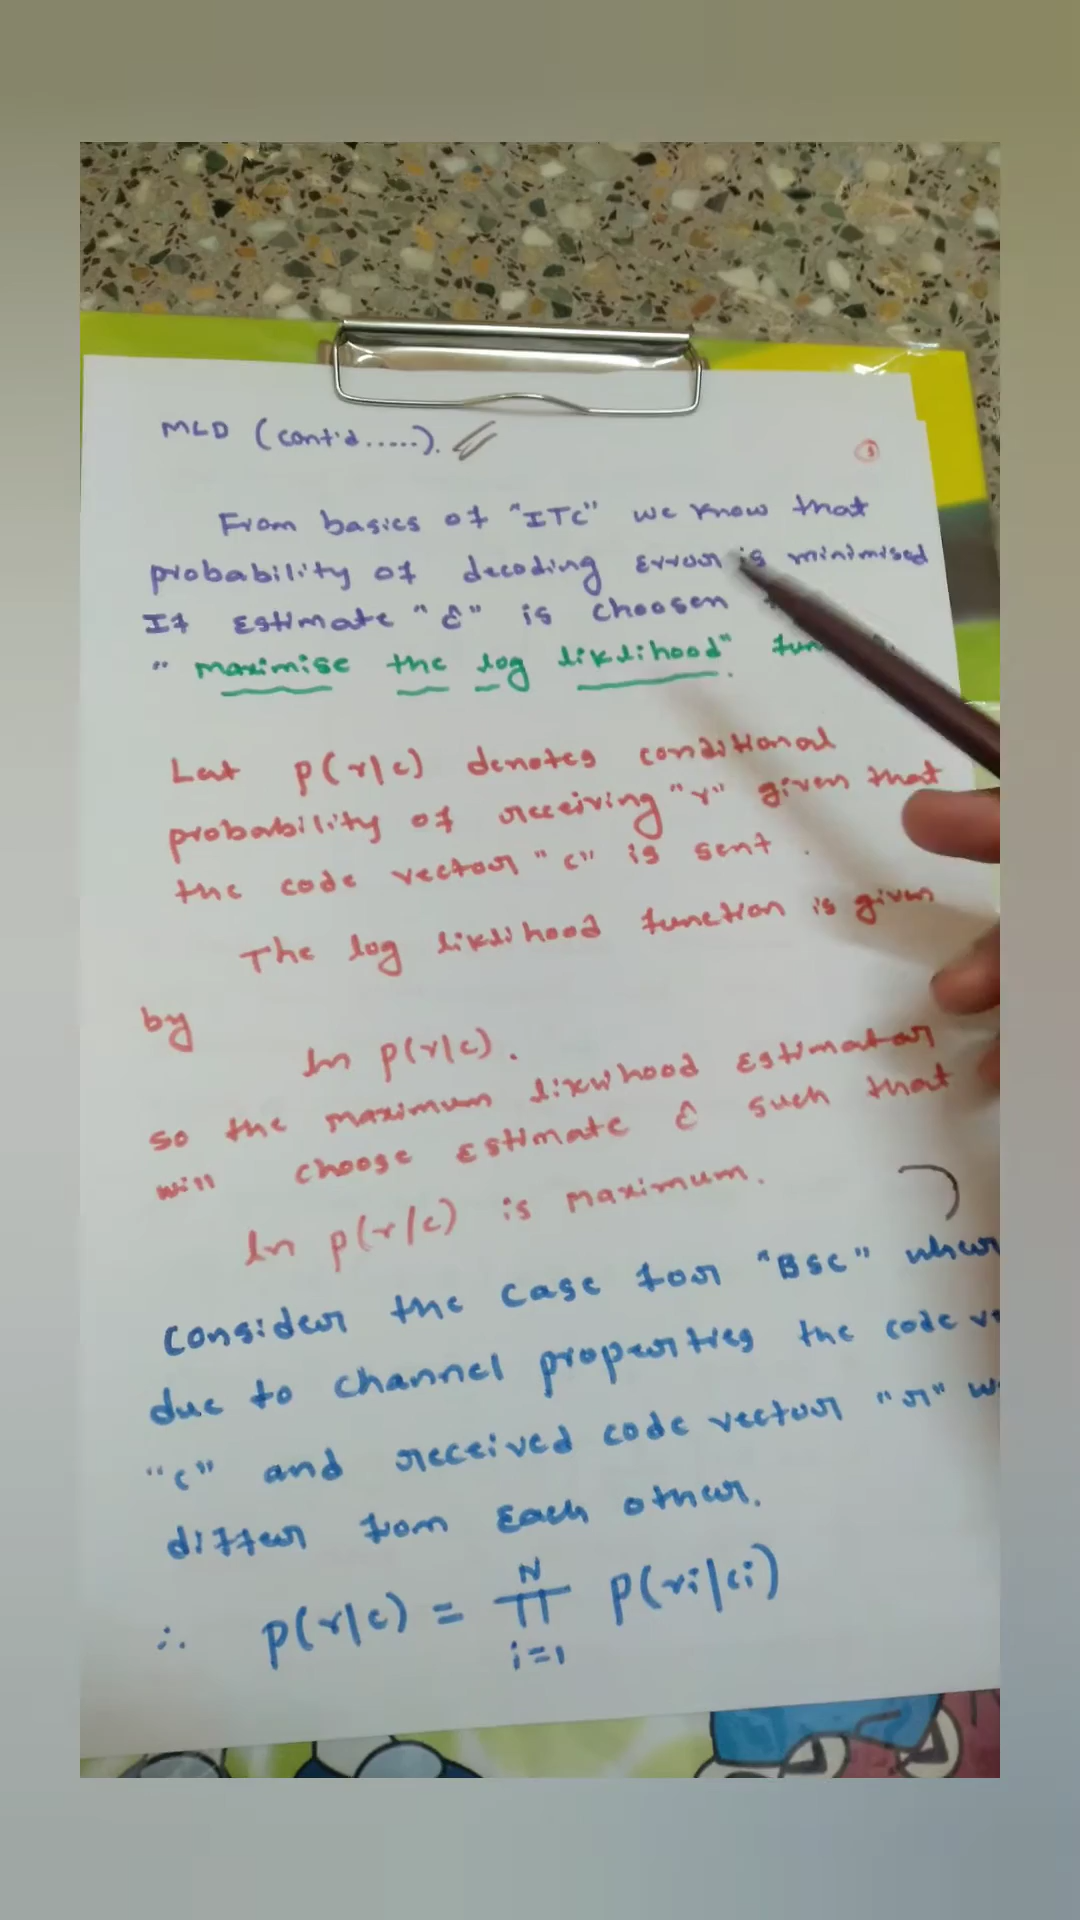 MLD (cont'd......).
3
From basics of "ITC" we know that
probability of decoding Error is minimised
If Estimate "ĉ" is choosen
" maximise the log liklihood"
Let p(r/c) denotes conditional
probability of receiving "r" given that
the code vector "c" is sent.
The log liklihood function is given
by
ln p(r/c).
so the maximum liklihood Estimator
will choose Estimate ĉ such that
ln p(r/c) is maximum.
Consider the case for "BSC" where
due to channel properties the code
"c" and received code vector "r"
differ from Each other.
∴ p(r/c) = N
∏
i=1 p(ri/ci)